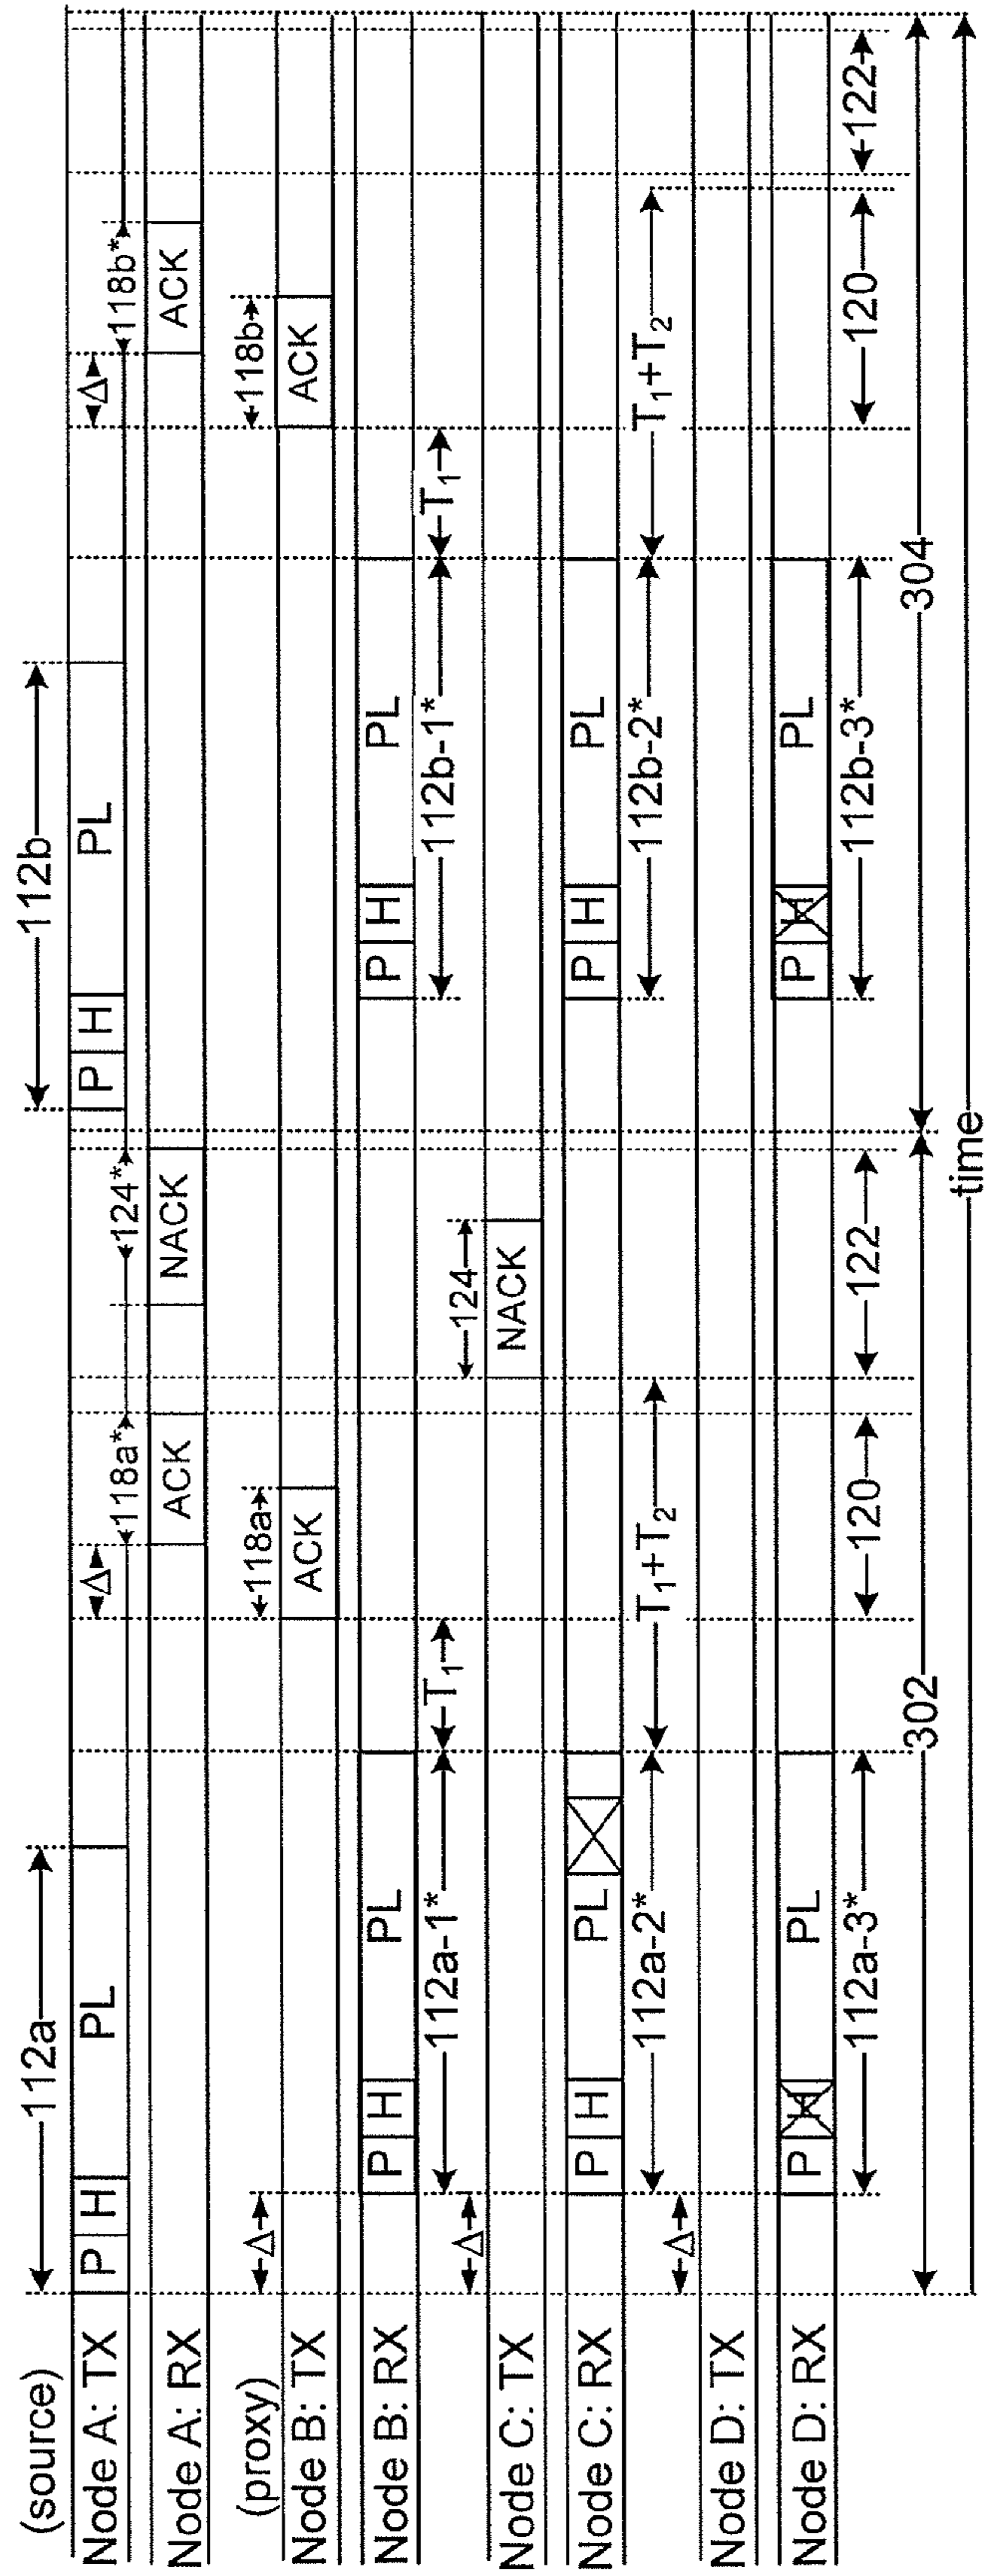 (source) 112a 112b
Node A: TX P H PL P H PL
Δ 118a* 124* Δ 118b*
Node A: RX ACK NACK ACK
(proxy) Δ 118a 118b
Node B: TX ACK ACK
Node B: RX P H PL P H PL
Δ 112a-1* T1 124 112b-1* T1
Node C: TX NACK
Node C: RX P H PL P H PL
Δ 112a-2* T1+T2 112b-2* T1+T2
Node D: TX
Node D: RX P H PL P H PL
112a-3* 120 122 112b-3* 120 122
302 304
time